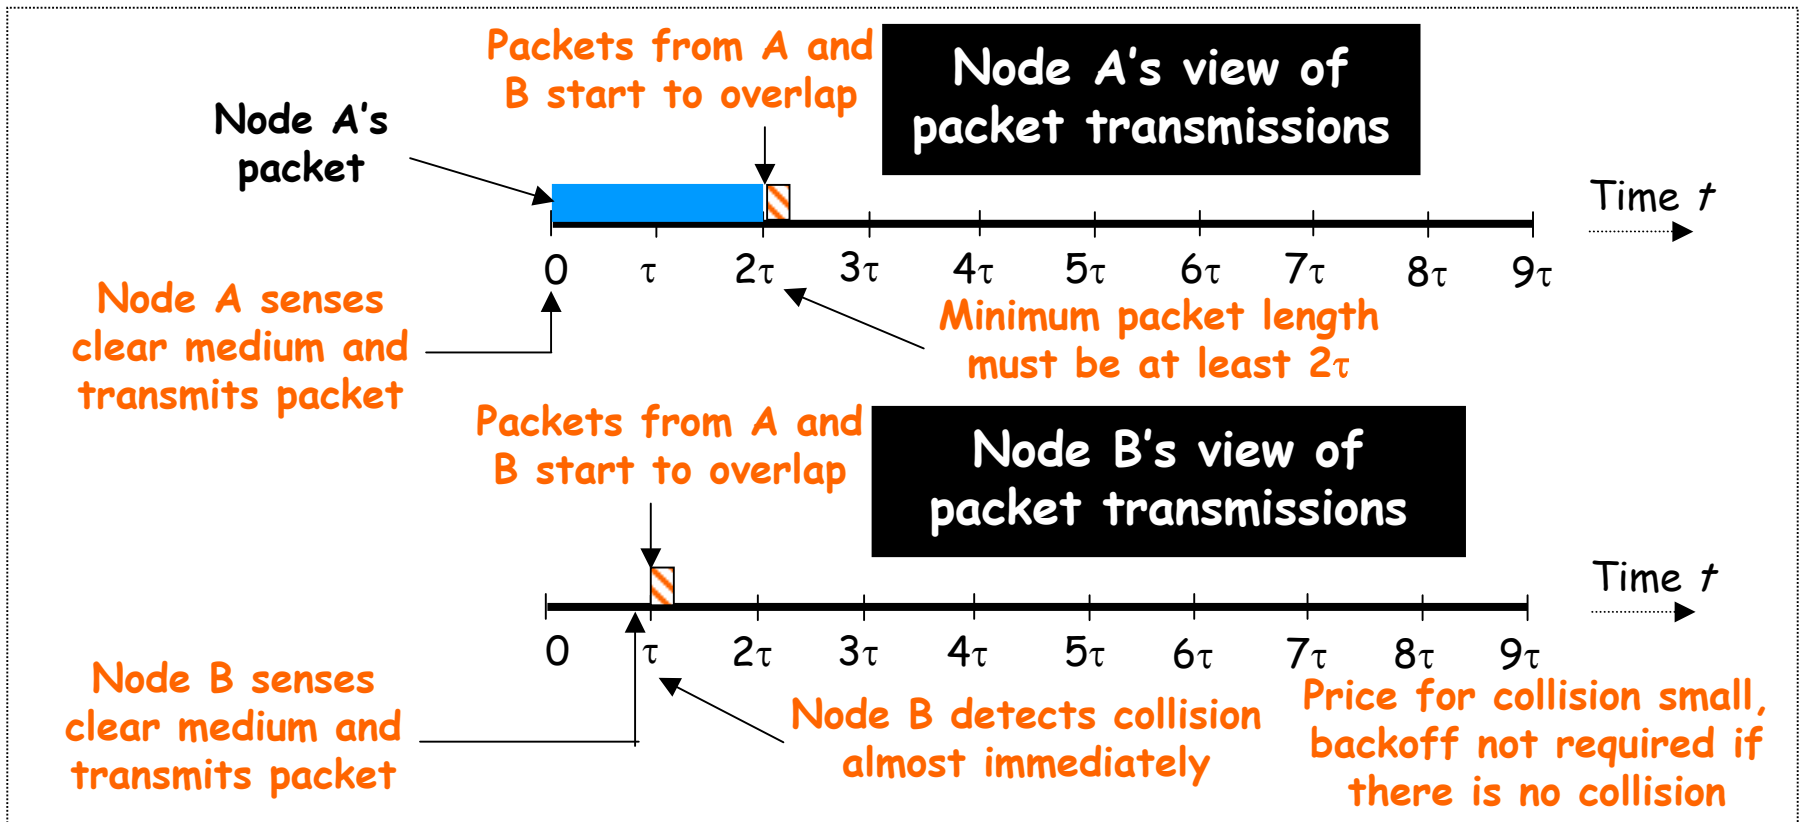 Packets from A and
B start to overlap
Node A's view of
packet transmissions
Node A's
packet
Time t
0 τ 2τ 3τ 4τ 5τ 6τ 7τ 8τ 9τ
Node A senses
clear medium and
transmits packet
Minimum packet length
must be at least 2τ
Packets from A and
B start to overlap
Node B's view of
packet transmissions
Time t
0 τ 2τ 3τ 4τ 5τ 6τ 7τ 8τ 9τ
Node B senses
clear medium and
transmits packet
Node B detects collision
almost immediately
Price for collision small,
backoff not required if
there is no collision